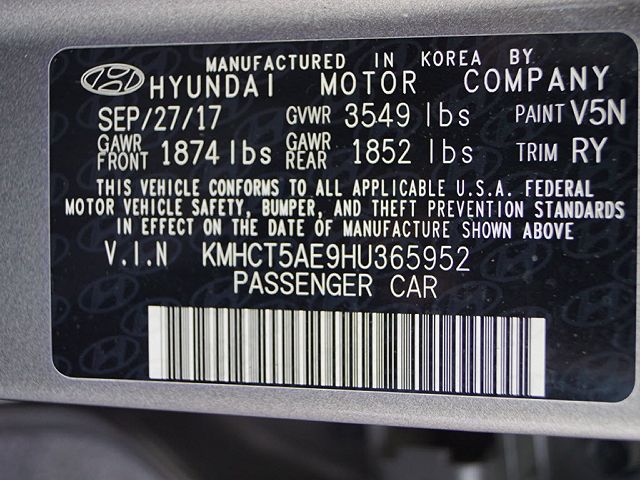 MANUFACTURED IN KOREA BY
HYUNDAI MOTOR COMPANY
SEP/27/17 GVWR 3549 lbs PAINT V5N
GAWR FRONT 1874 lbs GAWR REAR 1852 lbs TRIM RY
THIS VEHICLE CONFORMS TO ALL APPLICABLE U.S.A. FEDERAL
MOTOR VEHICLE SAFETY, BUMPER, AND THEFT PREVENTION STANDARDS
IN EFFECT ON THE DATE OF MANUFACTURE SHOWN ABOVE
V.I.N KMHCT5AE9HU365952
PASSENGER CAR